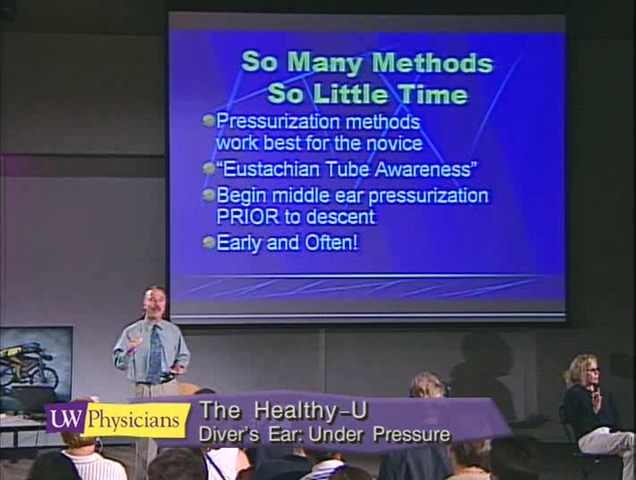 So Many Methods
So Little Time
Pressurization methods
work best for the novice
"Eustachian Tube Awareness"
Begin middle ear pressurization
PRIOR to descent
Early and Often!
UW Physicians
The Healthy-U
Diver's Ear: Under Pressure